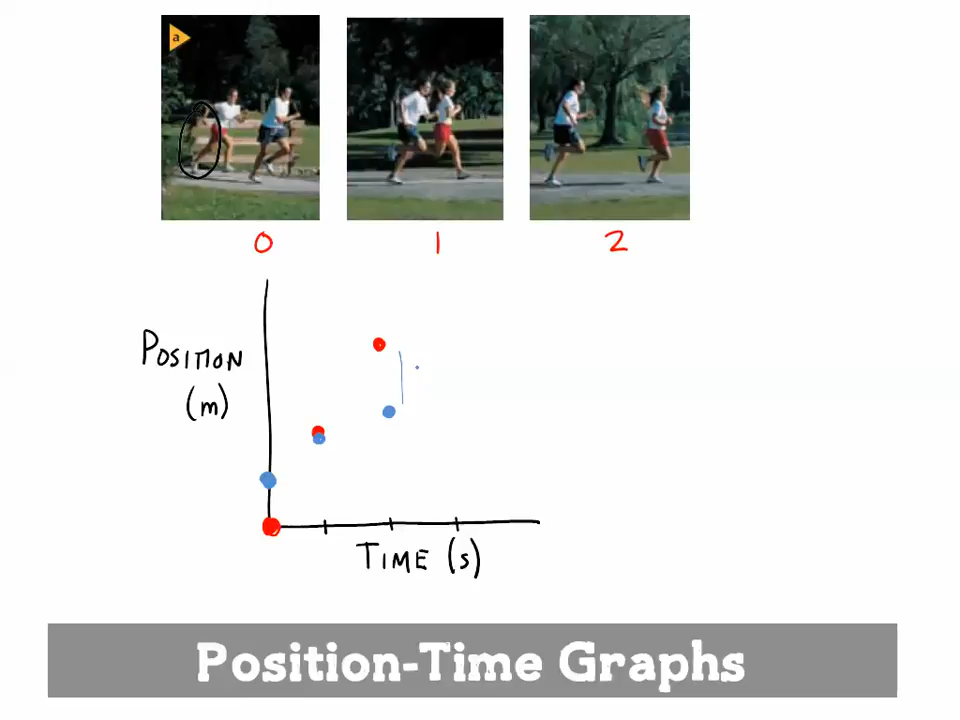 a
0 1 2
POSITION
(m)
TIME (s)
Position-Time Graphs